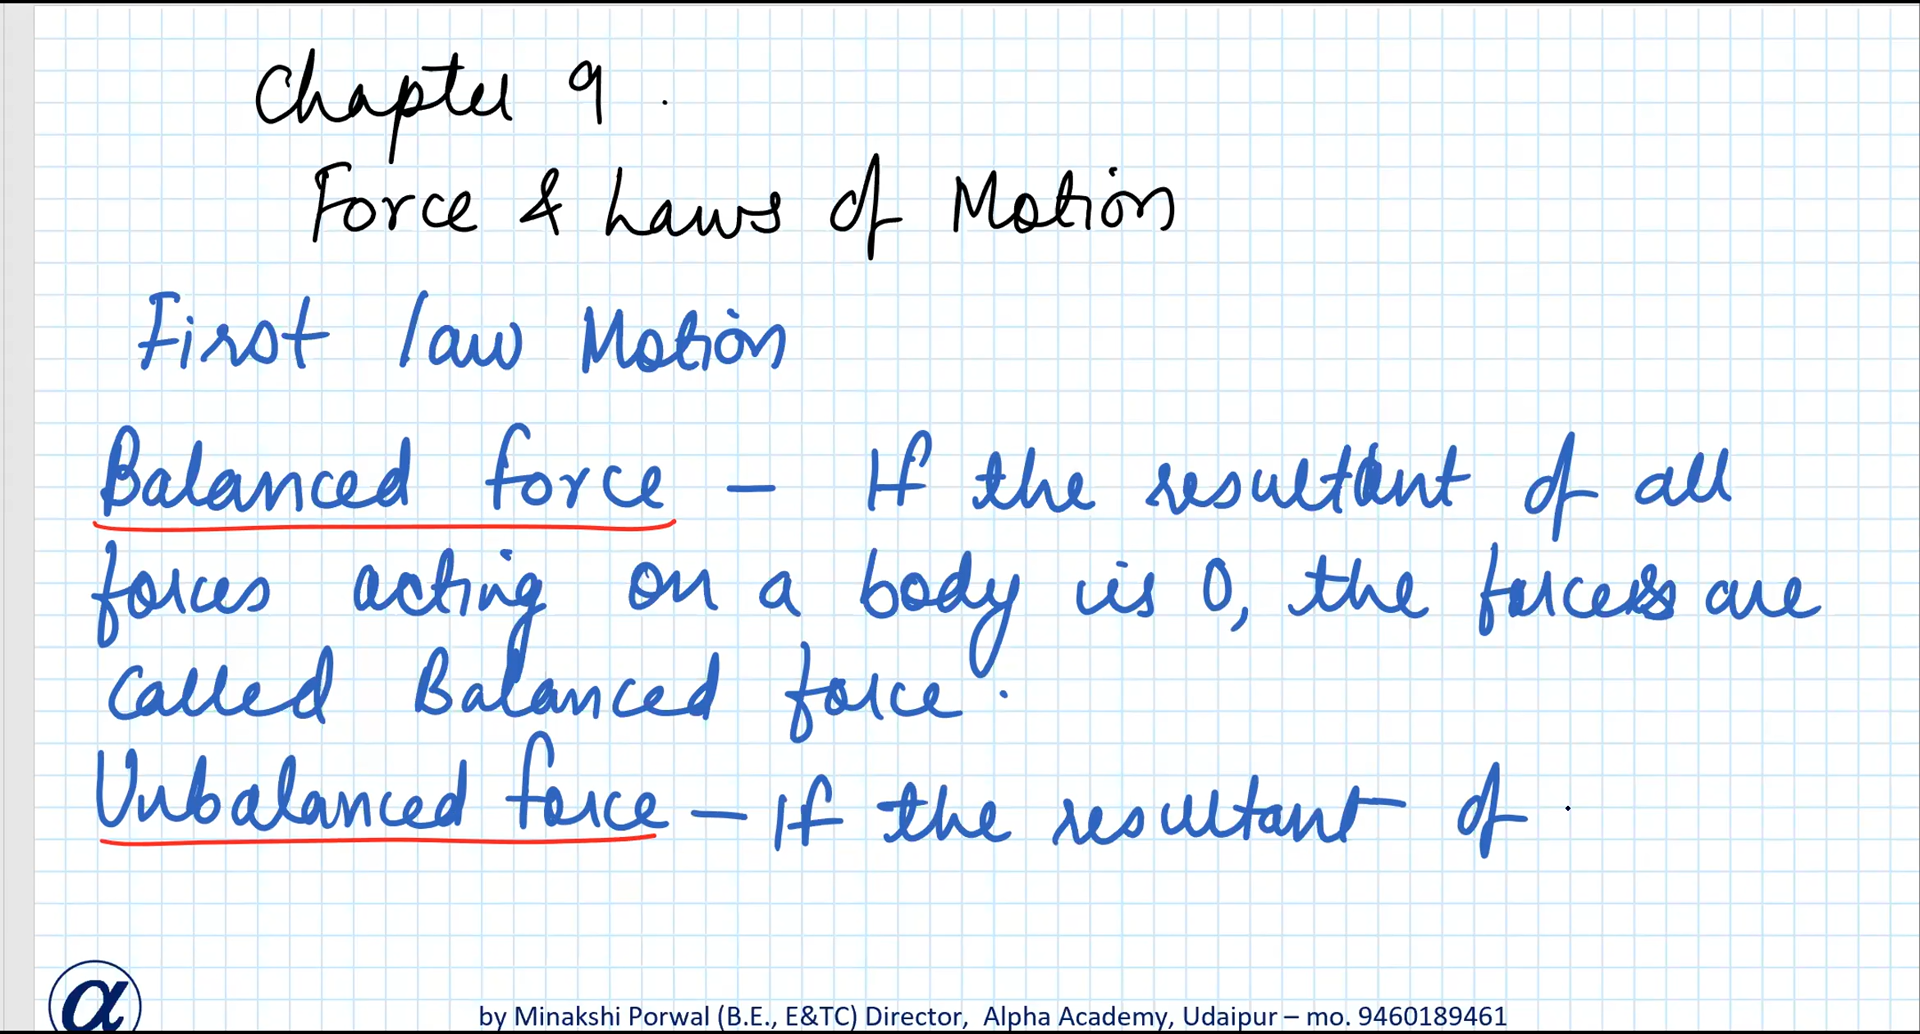 Chapter 9.
Force & Laws of Motion
First law Motion
Balanced force – If the resultant of all
forces acting on a body is 0, the forces are
called Balanced force.
Unbalanced force – If the resultant of
α
by Minakshi Porwal (B.E., E&TC) Director, Alpha Academy, Udaipur – mo. 9460189461